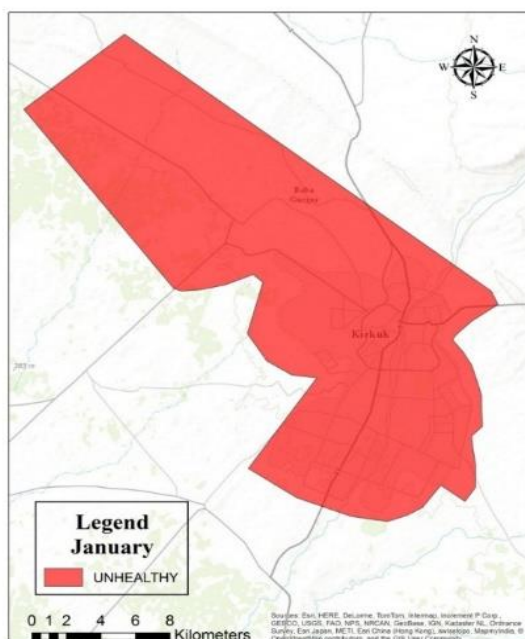 N
W E
S
Baba
Gurgur
Kirkuk
Legend
January
UNHEALTHY
0 1 2 4 6 8
Kilometers
Sources: Esri, HERE, DeLorme, TomTom, Intermap, increment P Corp.,
GEBCO, USGS, FAO, NPS, NRCAN, GeoBase, IGN, Kadaster NL, Ordnance
Survey, Esri Japan, METI, Esri China (Hong Kong), swisstopo, MapmyIndia, ©
OpenStreetMap contributors, and the GIS User Community